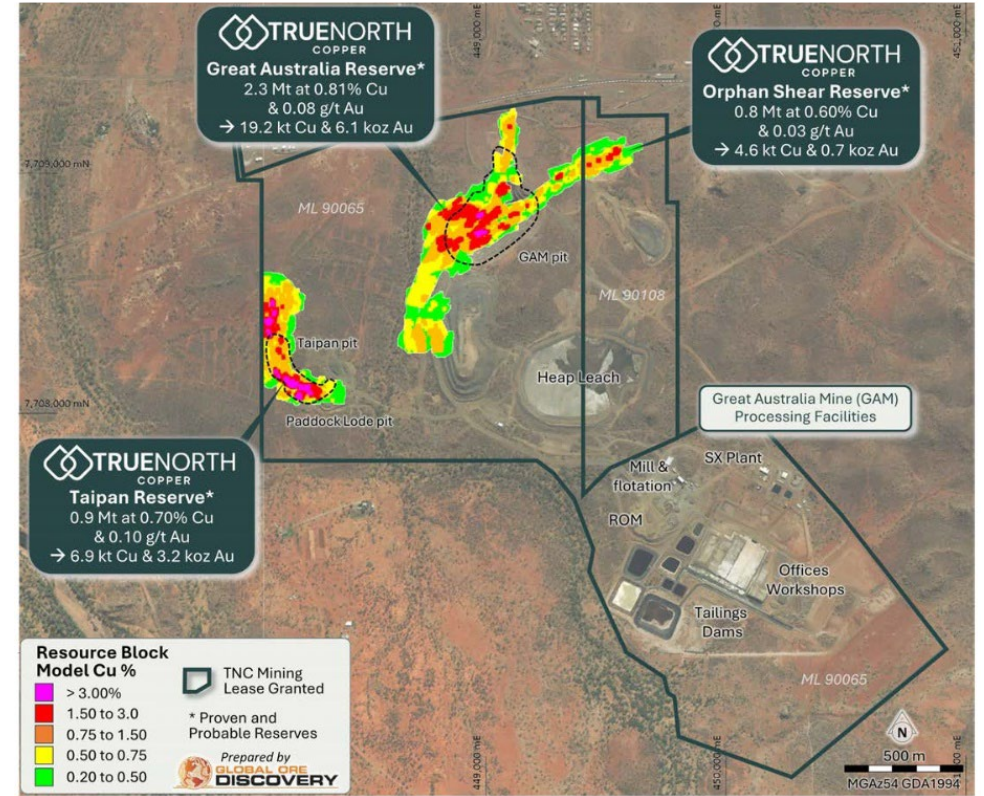 TRUENORTH
COPPER
Great Australia Reserve*
2.3 Mt at 0.81% Cu
& 0.08 g/t Au
→ 19.2 kt Cu & 6.1 koz Au
449,000 mE
450,000 mE
451,000 mE
TRUENORTH
COPPER
Orphan Shear Reserve*
0.8 Mt at 0.60% Cu
& 0.03 g/t Au
→ 4.6 kt Cu & 0.7 koz Au
7,709,000 mN
ML 90065
GAM pit
ML 90108
Taipan pit
Heap Leach
7,708,000 mN
Paddock Lode pit
Great Australia Mine (GAM)
Processing Facilities
TRUENORTH
COPPER
Taipan Reserve*
0.9 Mt at 0.70% Cu
& 0.10 g/t Au
→ 6.9 kt Cu & 3.2 koz Au
Mill &
flotation
SX Plant
ROM
Offices
Workshops
Tailings
Dams
ML 90065
Resource Block
Model Cu %
> 3.00%
1.50 to 3.0
0.75 to 1.50
0.50 to 0.75
0.20 to 0.50
TNC Mining
Lease Granted
* Proven and
Probable Reserves
Prepared by
GLOBAL ORE
DISCOVERY
449,000 mE
450,000 mE
N
500 m
MGAz54 GDA1994